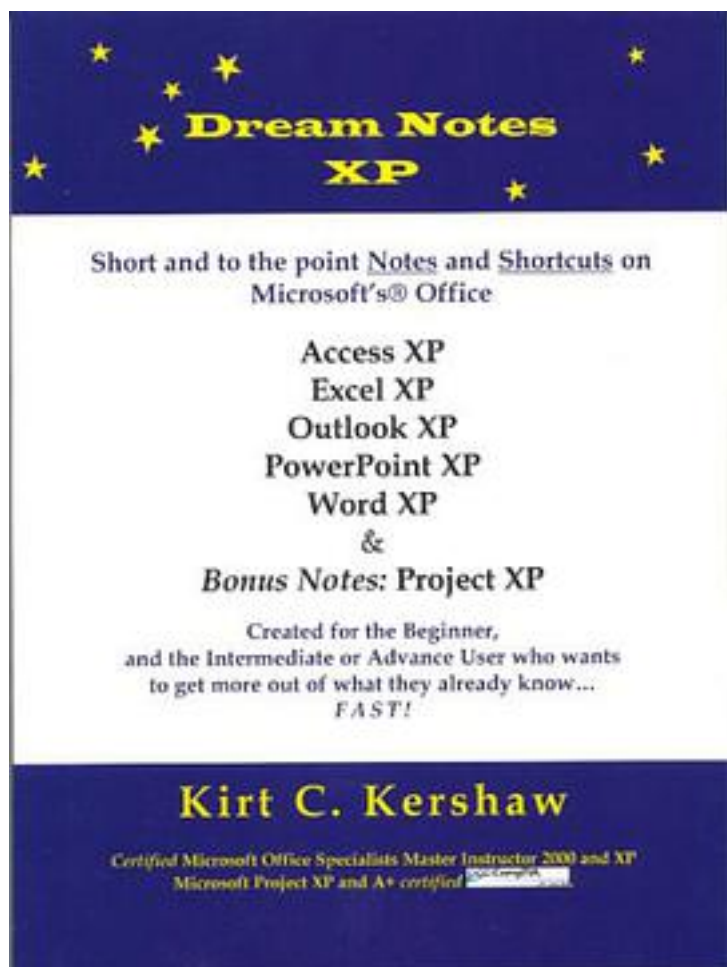 Dream Notes
XP
Short and to the point Notes and Shortcuts on
Microsoft's® Office
Access XP
Excel XP
Outlook XP
PowerPoint XP
Word XP
&
Bonus Notes: Project XP
Created for the Beginner,
and the Intermediate or Advance User who wants
to get more out of what they already know...
FAST!
Kirt C. Kershaw
Certified Microsoft Office Specialists Master Instructor 2000 and XP
Microsoft Project XP and A+ certified